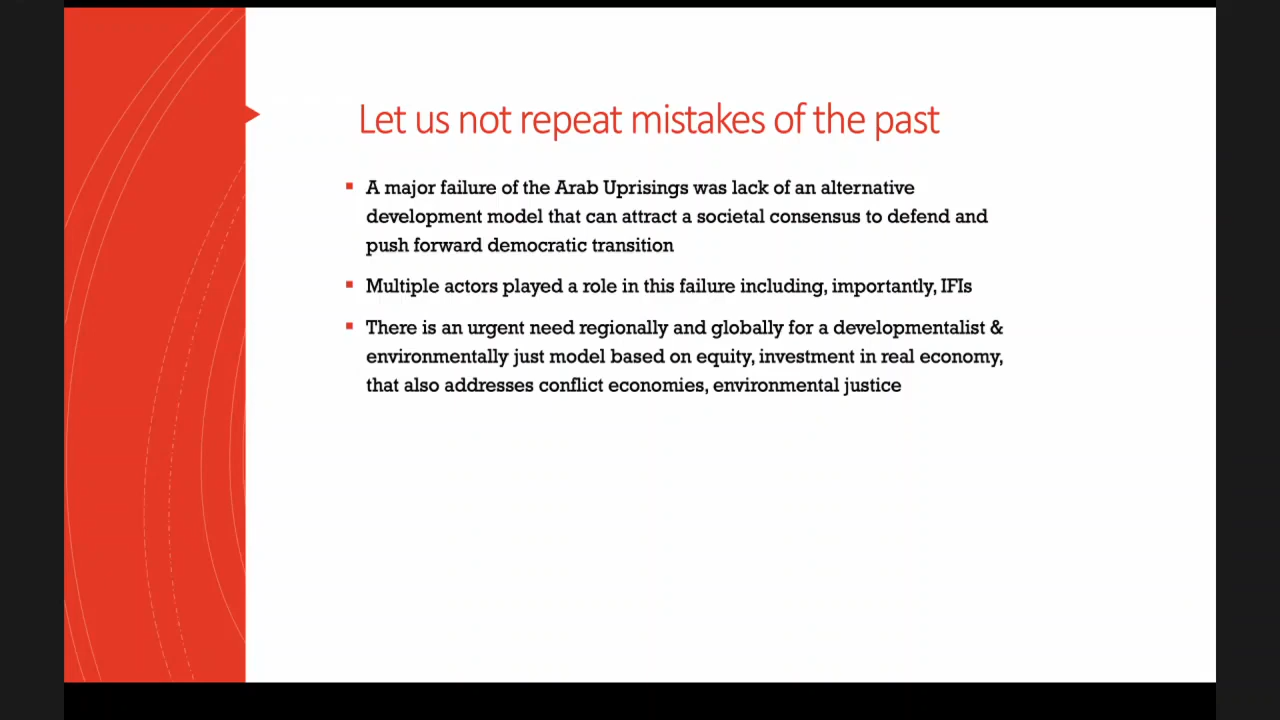 Let us not repeat mistakes of the past
A major failure of the Arab Uprisings was lack of an alternative
development model that can attract a societal consensus to defend and
push forward democratic transition
Multiple actors played a role in this failure including, importantly, IFIs
There is an urgent need regionally and globally for a developmentalist &
environmentally just model based on equity, investment in real economy,
that also addresses conflict economies, environmental justice